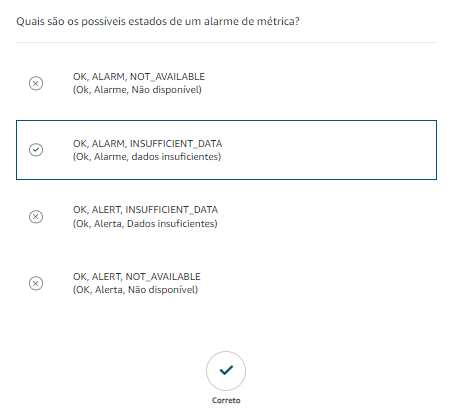 Quais são os possíveis estados de um alarme de métrica?
OK, ALARM, NOT_AVAILABLE
(Ok, Alarme, Não disponível)
OK, ALARM, INSUFFICIENT_DATA
(Ok, Alarme, dados insuficientes)
OK, ALERT, INSUFFICIENT_DATA
(Ok, Alerta, Dados insuficientes)
OK, ALERT, NOT_AVAILABLE
(OK, Alerta, Não disponível)
Correto